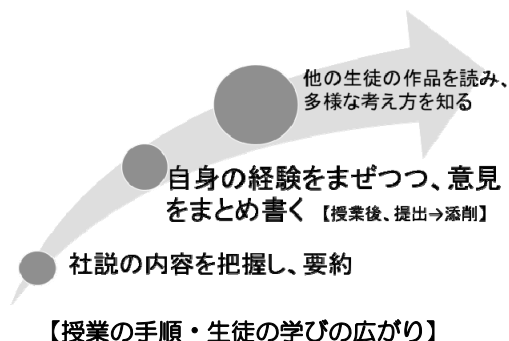 他の生徒の作品を読み、
多様な考え方を知る
自身の経験をまぜつつ、意見
をまとめ書く 【授業後、提出→添削】
社説の内容を把握し、要約
【授業の手順・生徒の学びの広がり】